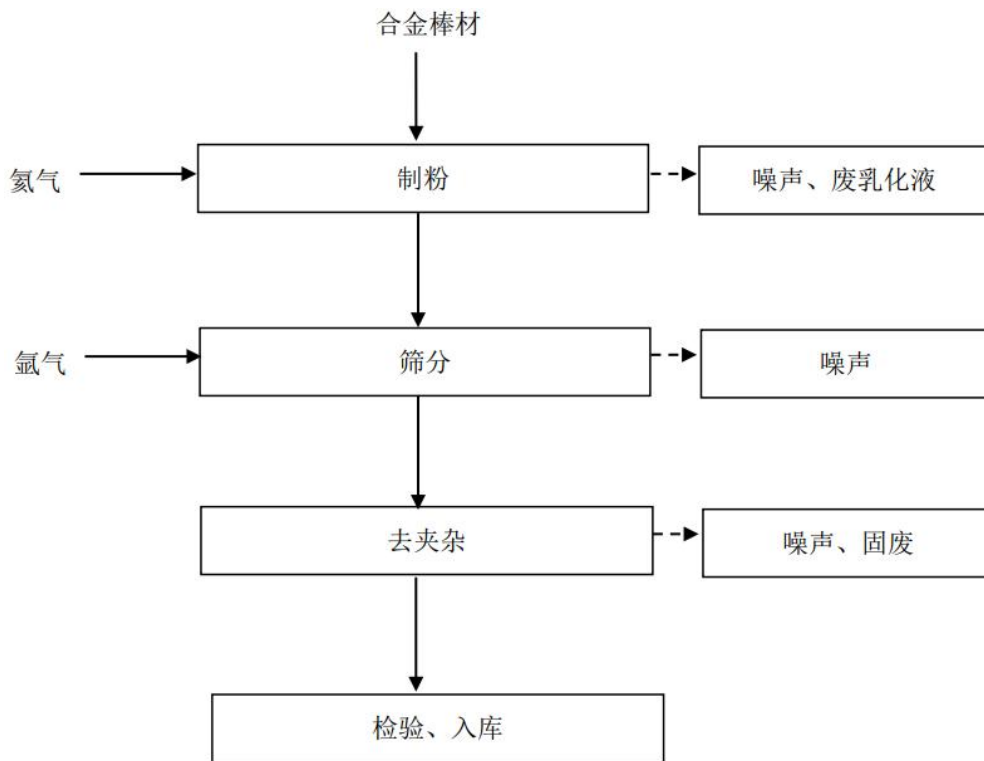 合金棒材
氦气
制粉
噪声、废乳化液
氩气
筛分
噪声
去夹杂
噪声、固废
检验、入库